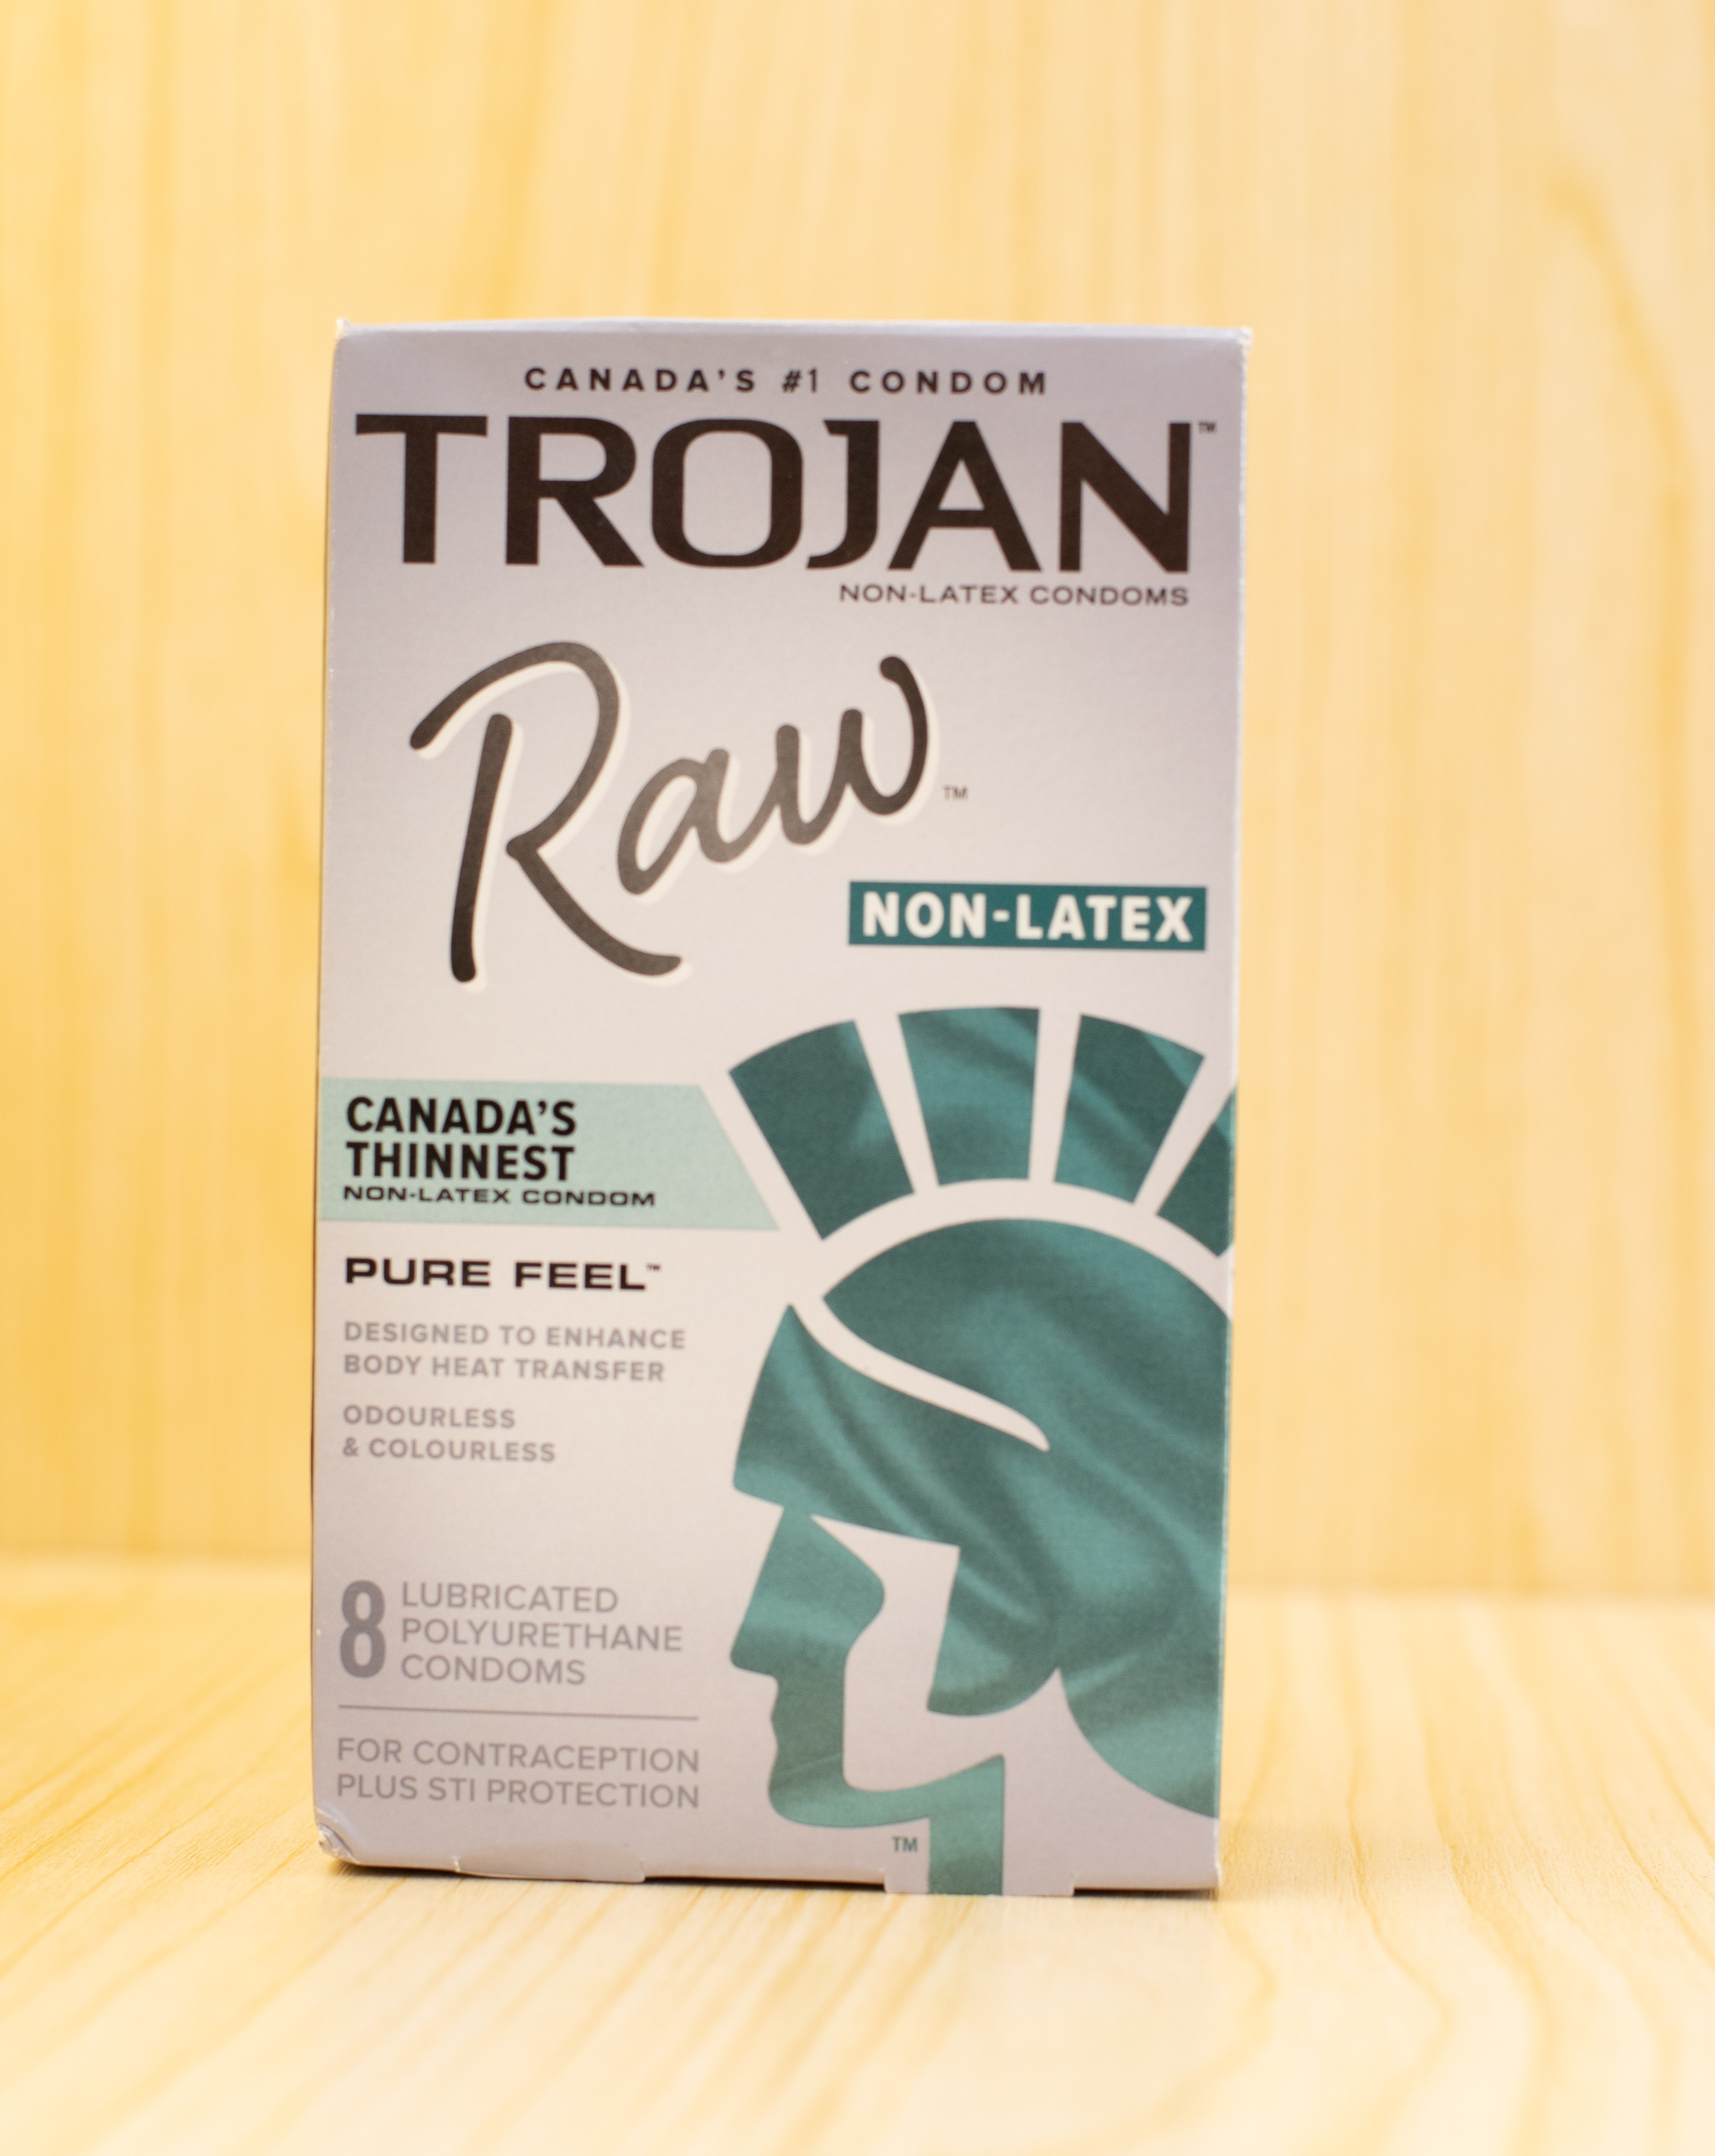 CANADA'S #1 CONDOM
TROJAN™
NON-LATEX CONDOMS
Raw™
NON-LATEX
CANADA'S
THINNEST
NON-LATEX CONDOM
PURE FEEL™
DESIGNED TO ENHANCE
BODY HEAT TRANSFER
ODOURLESS
& COLOURLESS
8 LUBRICATED
POLYURETHANE
CONDOMS
FOR CONTRACEPTION
PLUS STI PROTECTION
TM